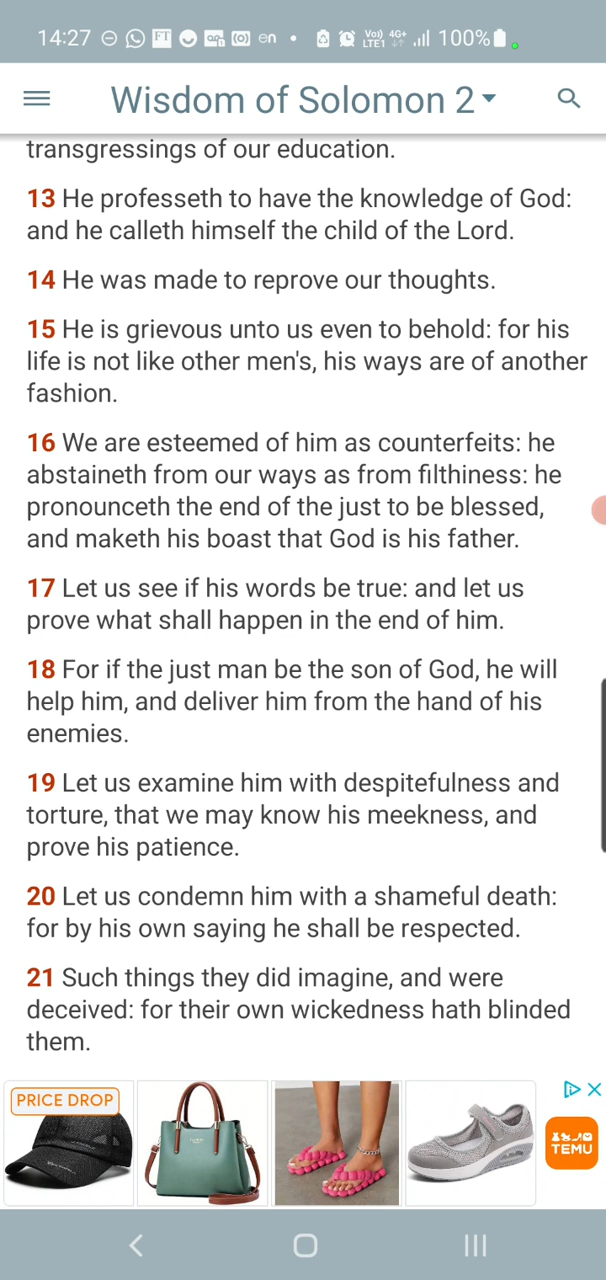 14:27
FT
en
Vo)) 4G+
LTE1
100%
Wisdom of Solomon 2
transgressings of our education.
13 He professeth to have the knowledge of God:
and he calleth himself the child of the Lord.
14 He was made to reprove our thoughts.
15 He is grievous unto us even to behold: for his
life is not like other men's, his ways are of another
fashion.
16 We are esteemed of him as counterfeits: he
abstaineth from our ways as from filthiness: he
pronounceth the end of the just to be blessed,
and maketh his boast that God is his father.
17 Let us see if his words be true: and let us
prove what shall happen in the end of him.
18 For if the just man be the son of God, he will
help him, and deliver him from the hand of his
enemies.
19 Let us examine him with despitefulness and
torture, that we may know his meekness, and
prove his patience.
20 Let us condemn him with a shameful death:
for by his own saying he shall be respected.
21 Such things they did imagine, and were
deceived: for their own wickedness hath blinded
them.
PRICE DROP
TEMU